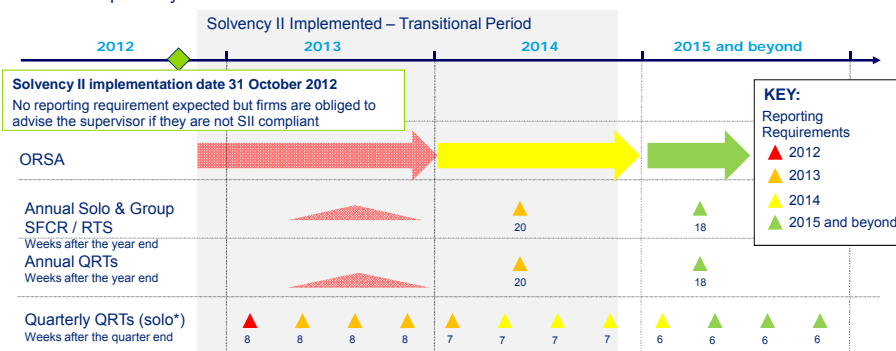 Solvency II Implemented – Transitional Period
2012 2013 2014 2015 and beyond
Solvency II implementation date 31 October 2012
No reporting requirement expected but firms are obliged to
advise the supervisor if they are not SII compliant
KEY:
Reporting
Requirements
2012
2013
2014
2015 and beyond
ORSA
Annual Solo & Group
SFCR / RTS
Weeks after the year end
20 18
Annual QRTs
Weeks after the year end
20 18
Quarterly QRTs (solo*)
Weeks after the quarter end
8 8 8 8 7 7 7 7 6 6 6 6